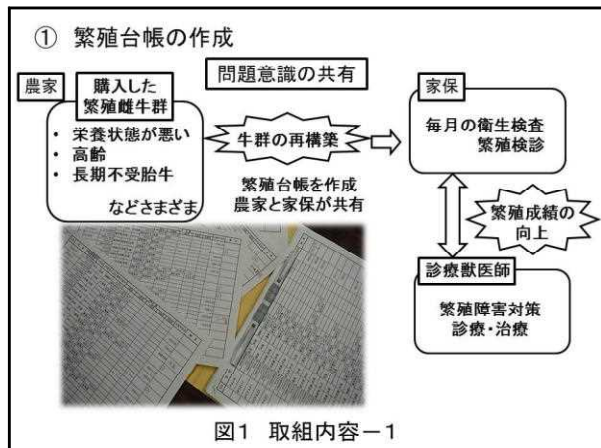 ① 繁殖台帳の作成
農家
購入した
繁殖雌牛群
・ 栄養状態が悪い
・ 高齢
・ 長期不受胎牛
などさまざま
問題意識の共有
牛群の再構築
繁殖台帳を作成
農家と家保が共有
家保
毎月の衛生検査
繁殖検診
繁殖成績の
向上
診療獣医師
繁殖障害対策
診療・治療
図1 取組内容－1